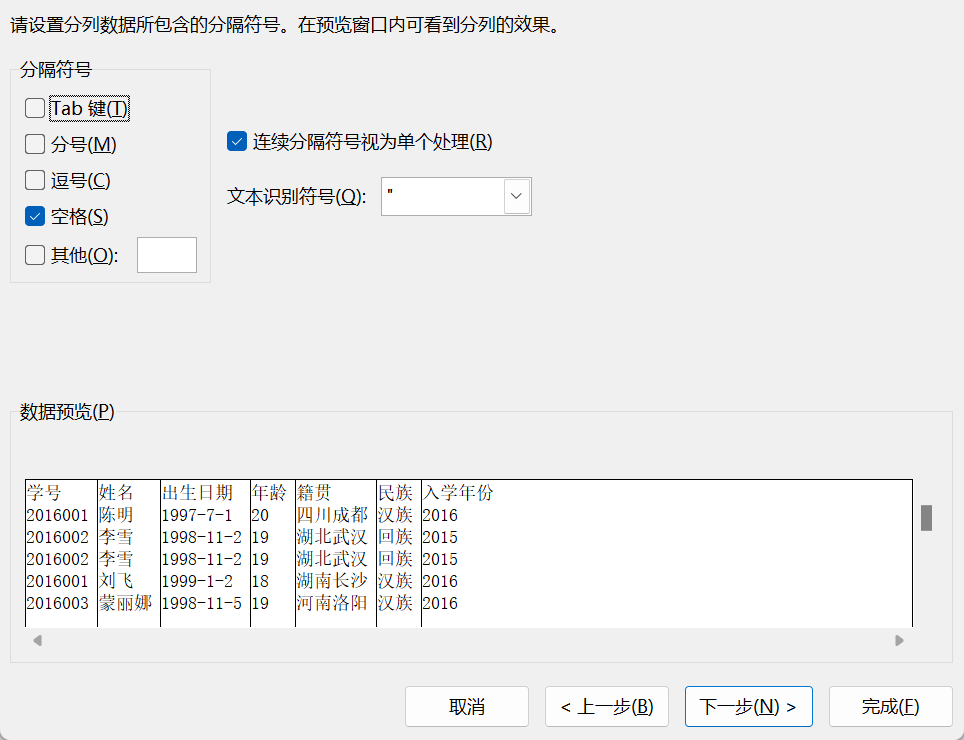 请设置分列数据所包含的分隔符号。在预览窗口内可看到分列的效果。
分隔符号
Tab 键(T)
分号(M)
逗号(C)
空格(S)
其他(O):
连续分隔符号视为单个处理(R)
文本识别符号(Q): "
数据预览(P)
学号 姓名 出生日期 年龄 籍贯 民族 入学年份
2016001 陈明 1997-7-1 20 四川成都 汉族 2016
2016002 李雪 1998-11-2 19 湖北武汉 回族 2015
2016002 李雪 1998-11-2 19 湖北武汉 回族 2015
2016001 刘飞 1999-1-2 18 湖南长沙 汉族 2016
2016003 蒙丽娜 1998-11-5 19 河南洛阳 汉族 2016
取消 < 上一步(B) 下一步(N) > 完成(F)